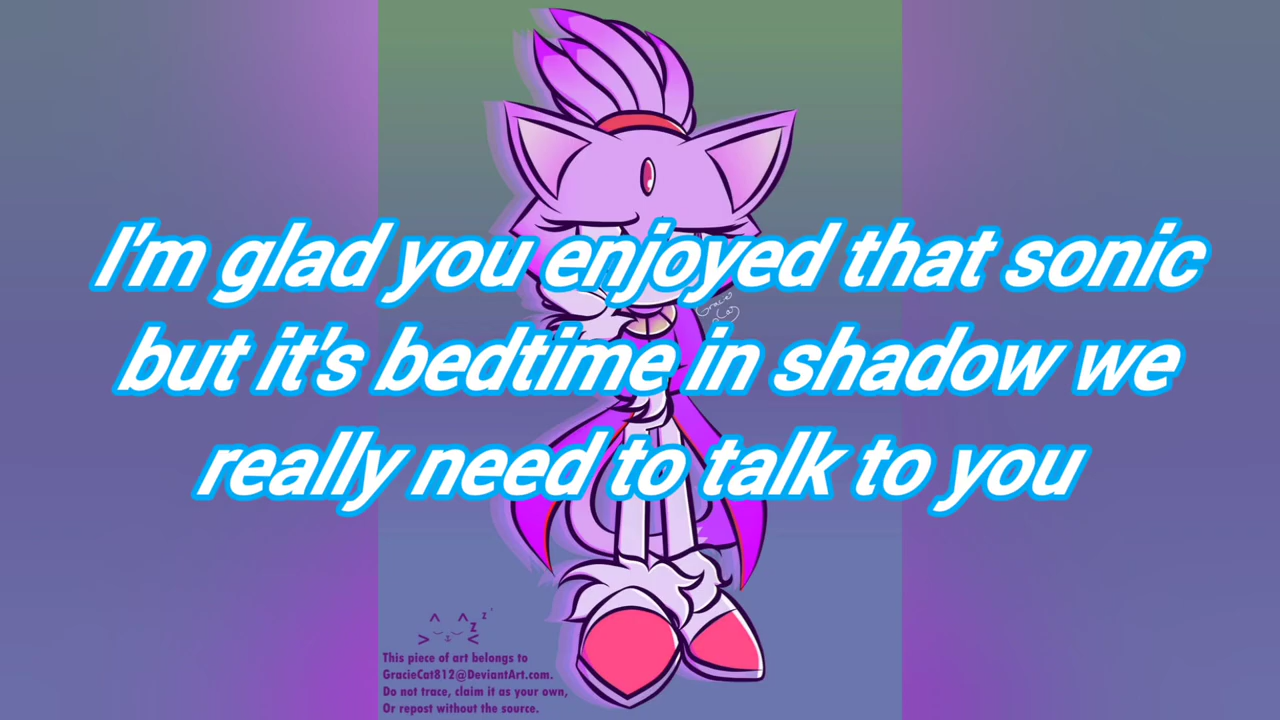 I'm glad you enjoyed that sonic
but it's bedtime in shadow we
really need to talk to you
Gracie
Cat
z z z
This piece of art belongs to
GracieCat812@DeviantArt.com.
Do not trace, claim it as your own,
Or repost without the source.